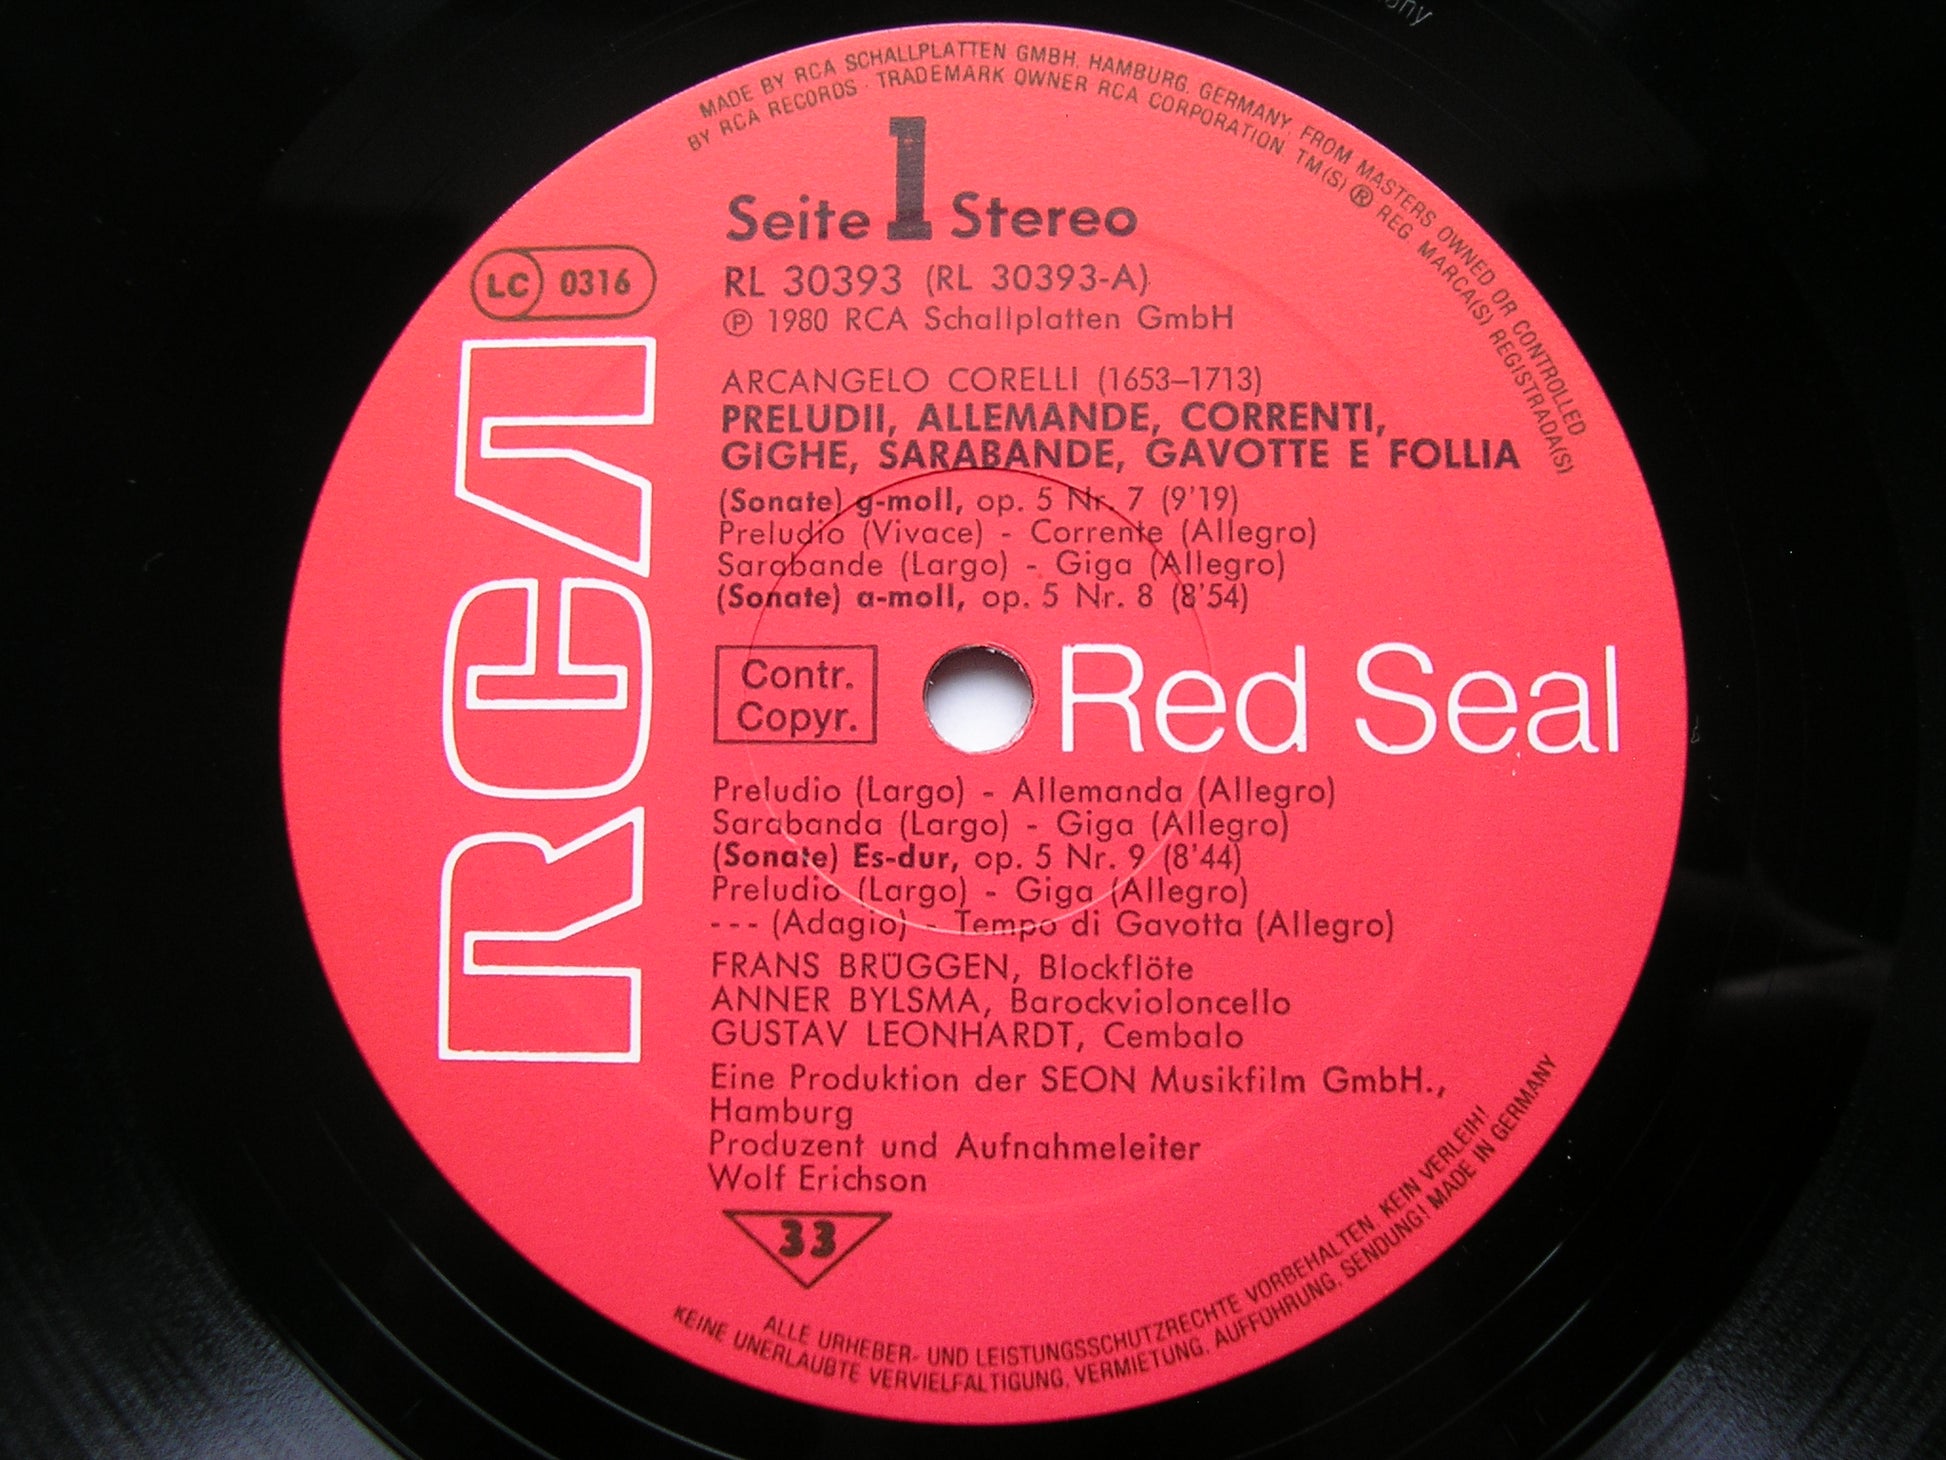 MADE BY RCA SCHALLPLATTEN GMBH, HAMBURG, GERMANY, FROM MASTERS OWNED OR CONTROLLED
BY RCA RECORDS · TRADEMARK OWNER RCA CORPORATION TM(S) ® REG. MARCA(S) REGISTRADA(S)
Seite 1 Stereo
LC 0316
RL 30393 (RL 30393-A)
℗ 1980 RCA Schallplatten GmbH
RCA
ARCANGELO CORELLI (1653–1713)
PRELUDII, ALLEMANDE, CORRENTI,
GIGHE, SARABANDE, GAVOTTE E FOLLIA
(Sonate) g-moll, op. 5 Nr. 7 (9'19)
Preludio (Vivace) - Corrente (Allegro)
Sarabande (Largo) - Giga (Allegro)
(Sonate) a-moll, op. 5 Nr. 8 (8'54)
Contr.
Copyr.
Red Seal
Preludio (Largo) - Allemanda (Allegro)
Sarabanda (Largo) - Giga (Allegro)
(Sonate) Es-dur, op. 5 Nr. 9 (8'44)
Preludio (Largo) - Giga (Allegro)
--- (Adagio) - Tempo di Gavotta (Allegro)
FRANS BRÜGGEN, Blockflöte
ANNER BYLSMA, Barockvioloncello
GUSTAV LEONHARDT, Cembalo
Eine Produktion der SEON Musikfilm GmbH.,
Hamburg
Produzent und Aufnahmeleiter
Wolf Erichson
33
ALLE URHEBER- UND LEISTUNGSSCHUTZRECHTE VORBEHALTEN. KEIN VERLEIH!
KEINE UNERLAUBTE VERVIELFÄLTIGUNG, VERMIETUNG, AUFFÜHRUNG, SENDUNG! MADE IN GERMANY